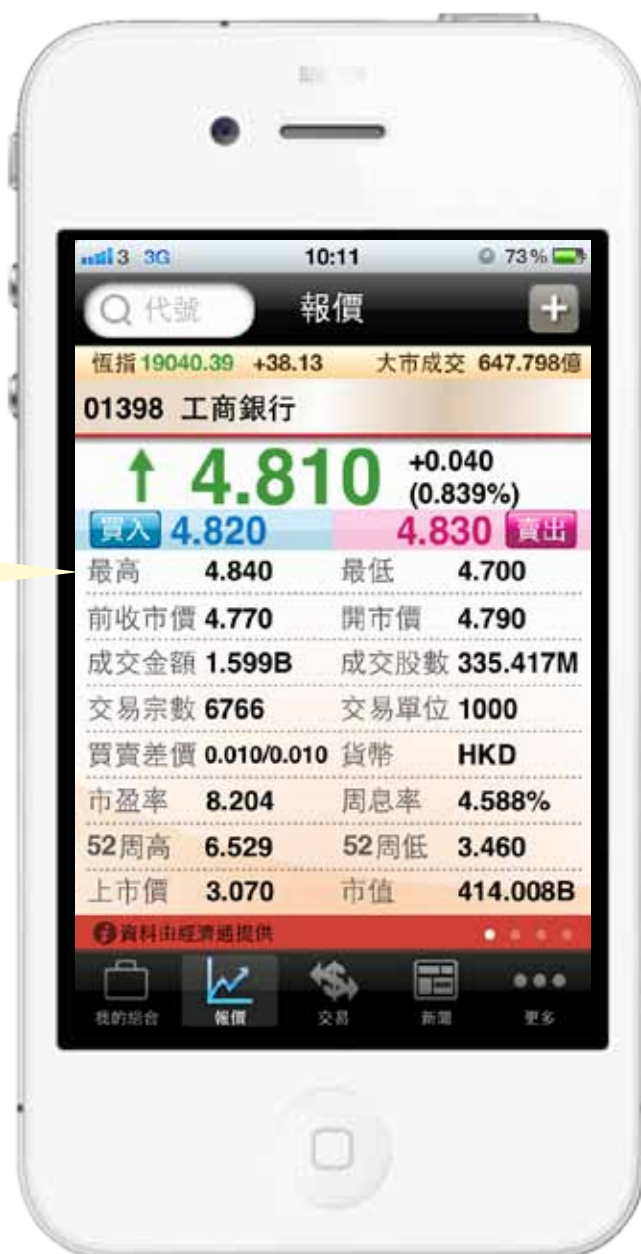 3 3G 10:11 73%
代號 報價 +
恆指 19040.39 +38.13 大市成交 647.798億
01398 工商銀行
↑ 4.810 +0.040
(0.839%)
買入 4.820 4.830 賣出
最高 4.840 最低 4.700
前收市價 4.770 開市價 4.790
成交金額 1.599B 成交股數 335.417M
交易宗數 6766 交易單位 1000
買賣差價 0.010/0.010 貨幣 HKD
市盈率 8.204 周息率 4.588%
52周高 6.529 52周低 3.460
上市價 3.070 市值 414.008B
資料由經濟通提供
我的組合 報價 交易 新聞 更多